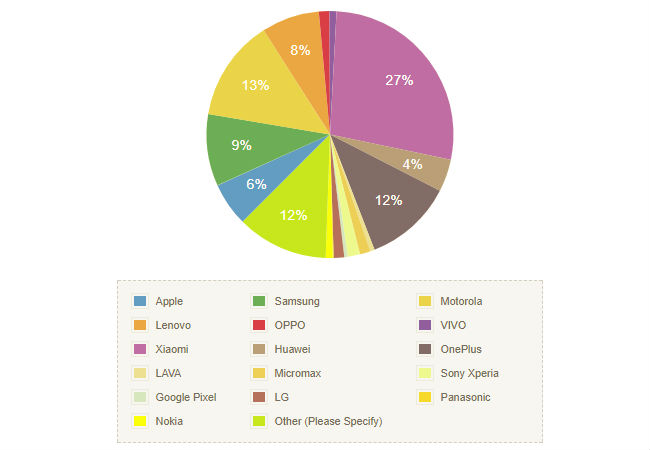 8%
27%
13%
9%
4%
6%
12%
12%
Apple Samsung Motorola
Lenovo OPPO VIVO
Xiaomi Huawei OnePlus
LAVA Micromax Sony Xperia
Google Pixel LG Panasonic
Nokia Other (Please Specify)